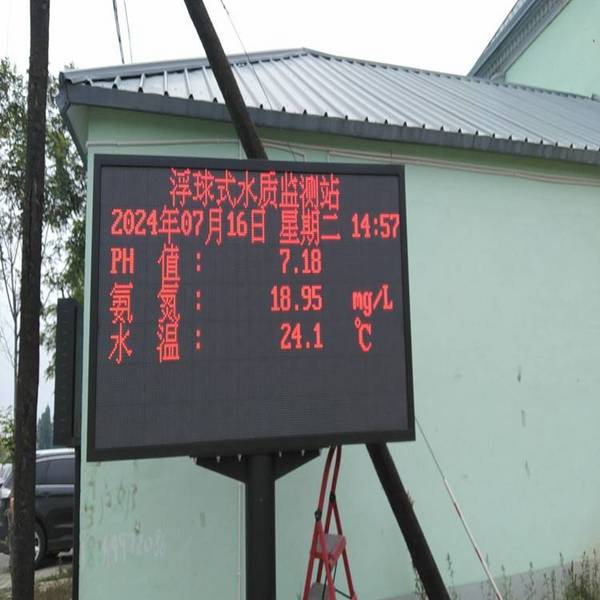 浮球式水质监测站
2024年07月16日 星期二 14:57
PH 值: 7.18
氨 氮: 18.95 mg/L
水 温: 24.1 ℃